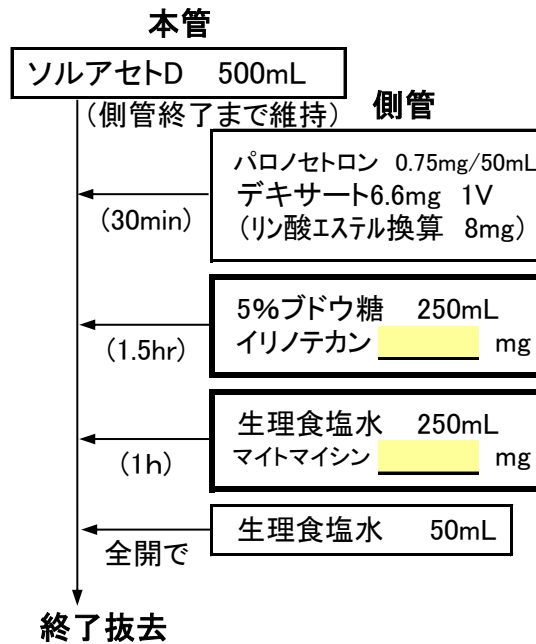 本管
ソルアセトD 500mL
(側管終了まで維持)
側管
パロノセトロン 0.75mg/50mL
デキサート6.6mg 1V
(リン酸エステル換算 8mg)
(30min)
5%ブドウ糖 250mL
イリノテカン mg
(1.5hr)
生理食塩水 250mL
マイトマイシン mg
(1h)
生理食塩水 50mL
全開で
終了抜去